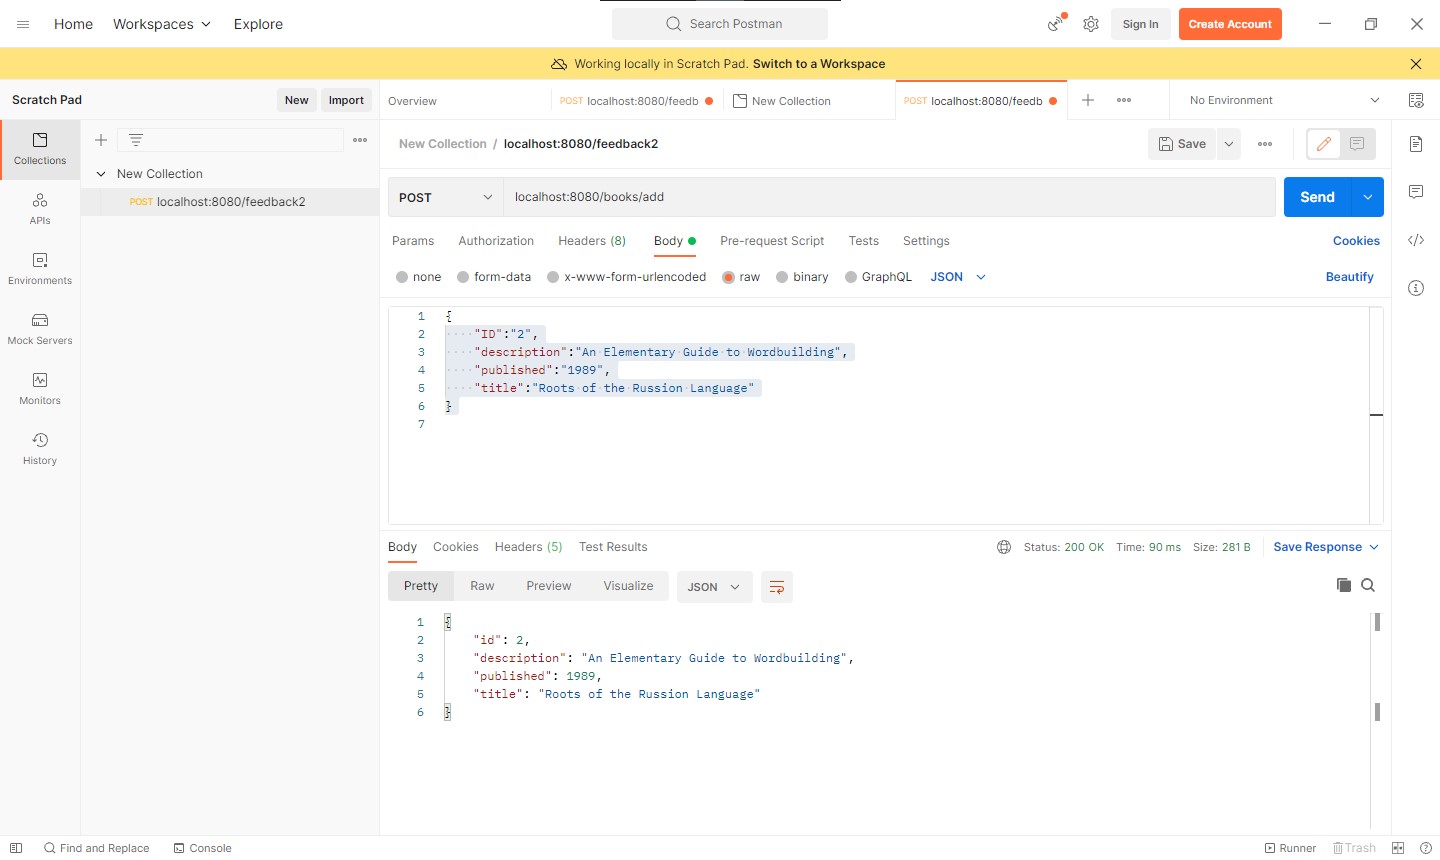 Home Workspaces Explore Search Postman Sign In Create Account
Working locally in Scratch Pad. Switch to a Workspace
Scratch Pad New Import Overview POST localhost:8080/feedb New Collection POST localhost:8080/feedb No Environment
New Collection / localhost:8080/feedback2 Save
Collections
New Collection
POST localhost:8080/feedback2
POST localhost:8080/books/add Send
APIs
Params Authorization Headers (8) Body Pre-request Script Tests Settings Cookies
none form-data x-www-form-urlencoded raw binary GraphQL JSON Beautify
Environments
Mock Servers
Monitors
History
1 {
2 "ID":"2",
3 "description":"An Elementary Guide to Wordbuilding",
4 "published":"1989",
5 "title":"Roots of the Russion Language"
6 }
7
Body Cookies Headers (5) Test Results Status: 200 OK Time: 90 ms Size: 281 B Save Response
Pretty Raw Preview Visualize JSON
1 {
2 "id": 2,
3 "description": "An Elementary Guide to Wordbuilding",
4 "published": 1989,
5 "title": "Roots of the Russion Language"
6 }
Find and Replace Console Runner Trash